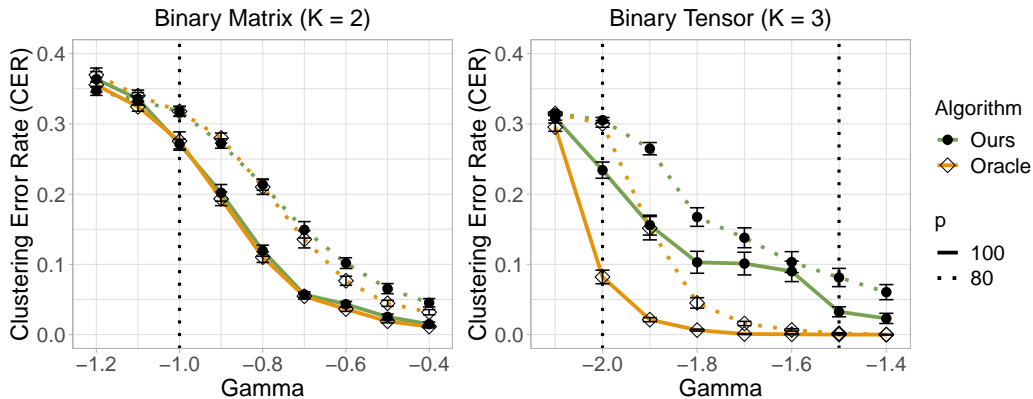 Binary Matrix (K = 2)
Clustering Error Rate (CER)
0.4
0.3
0.2
0.1
0.0
−1.2 −1.0 −0.8 −0.6 −0.4
Gamma
Binary Tensor (K = 3)
Clustering Error Rate (CER)
0.4
0.3
0.2
0.1
0.0
−2.0 −1.8 −1.6 −1.4
Gamma
Algorithm
Ours
Oracle
p
100
80